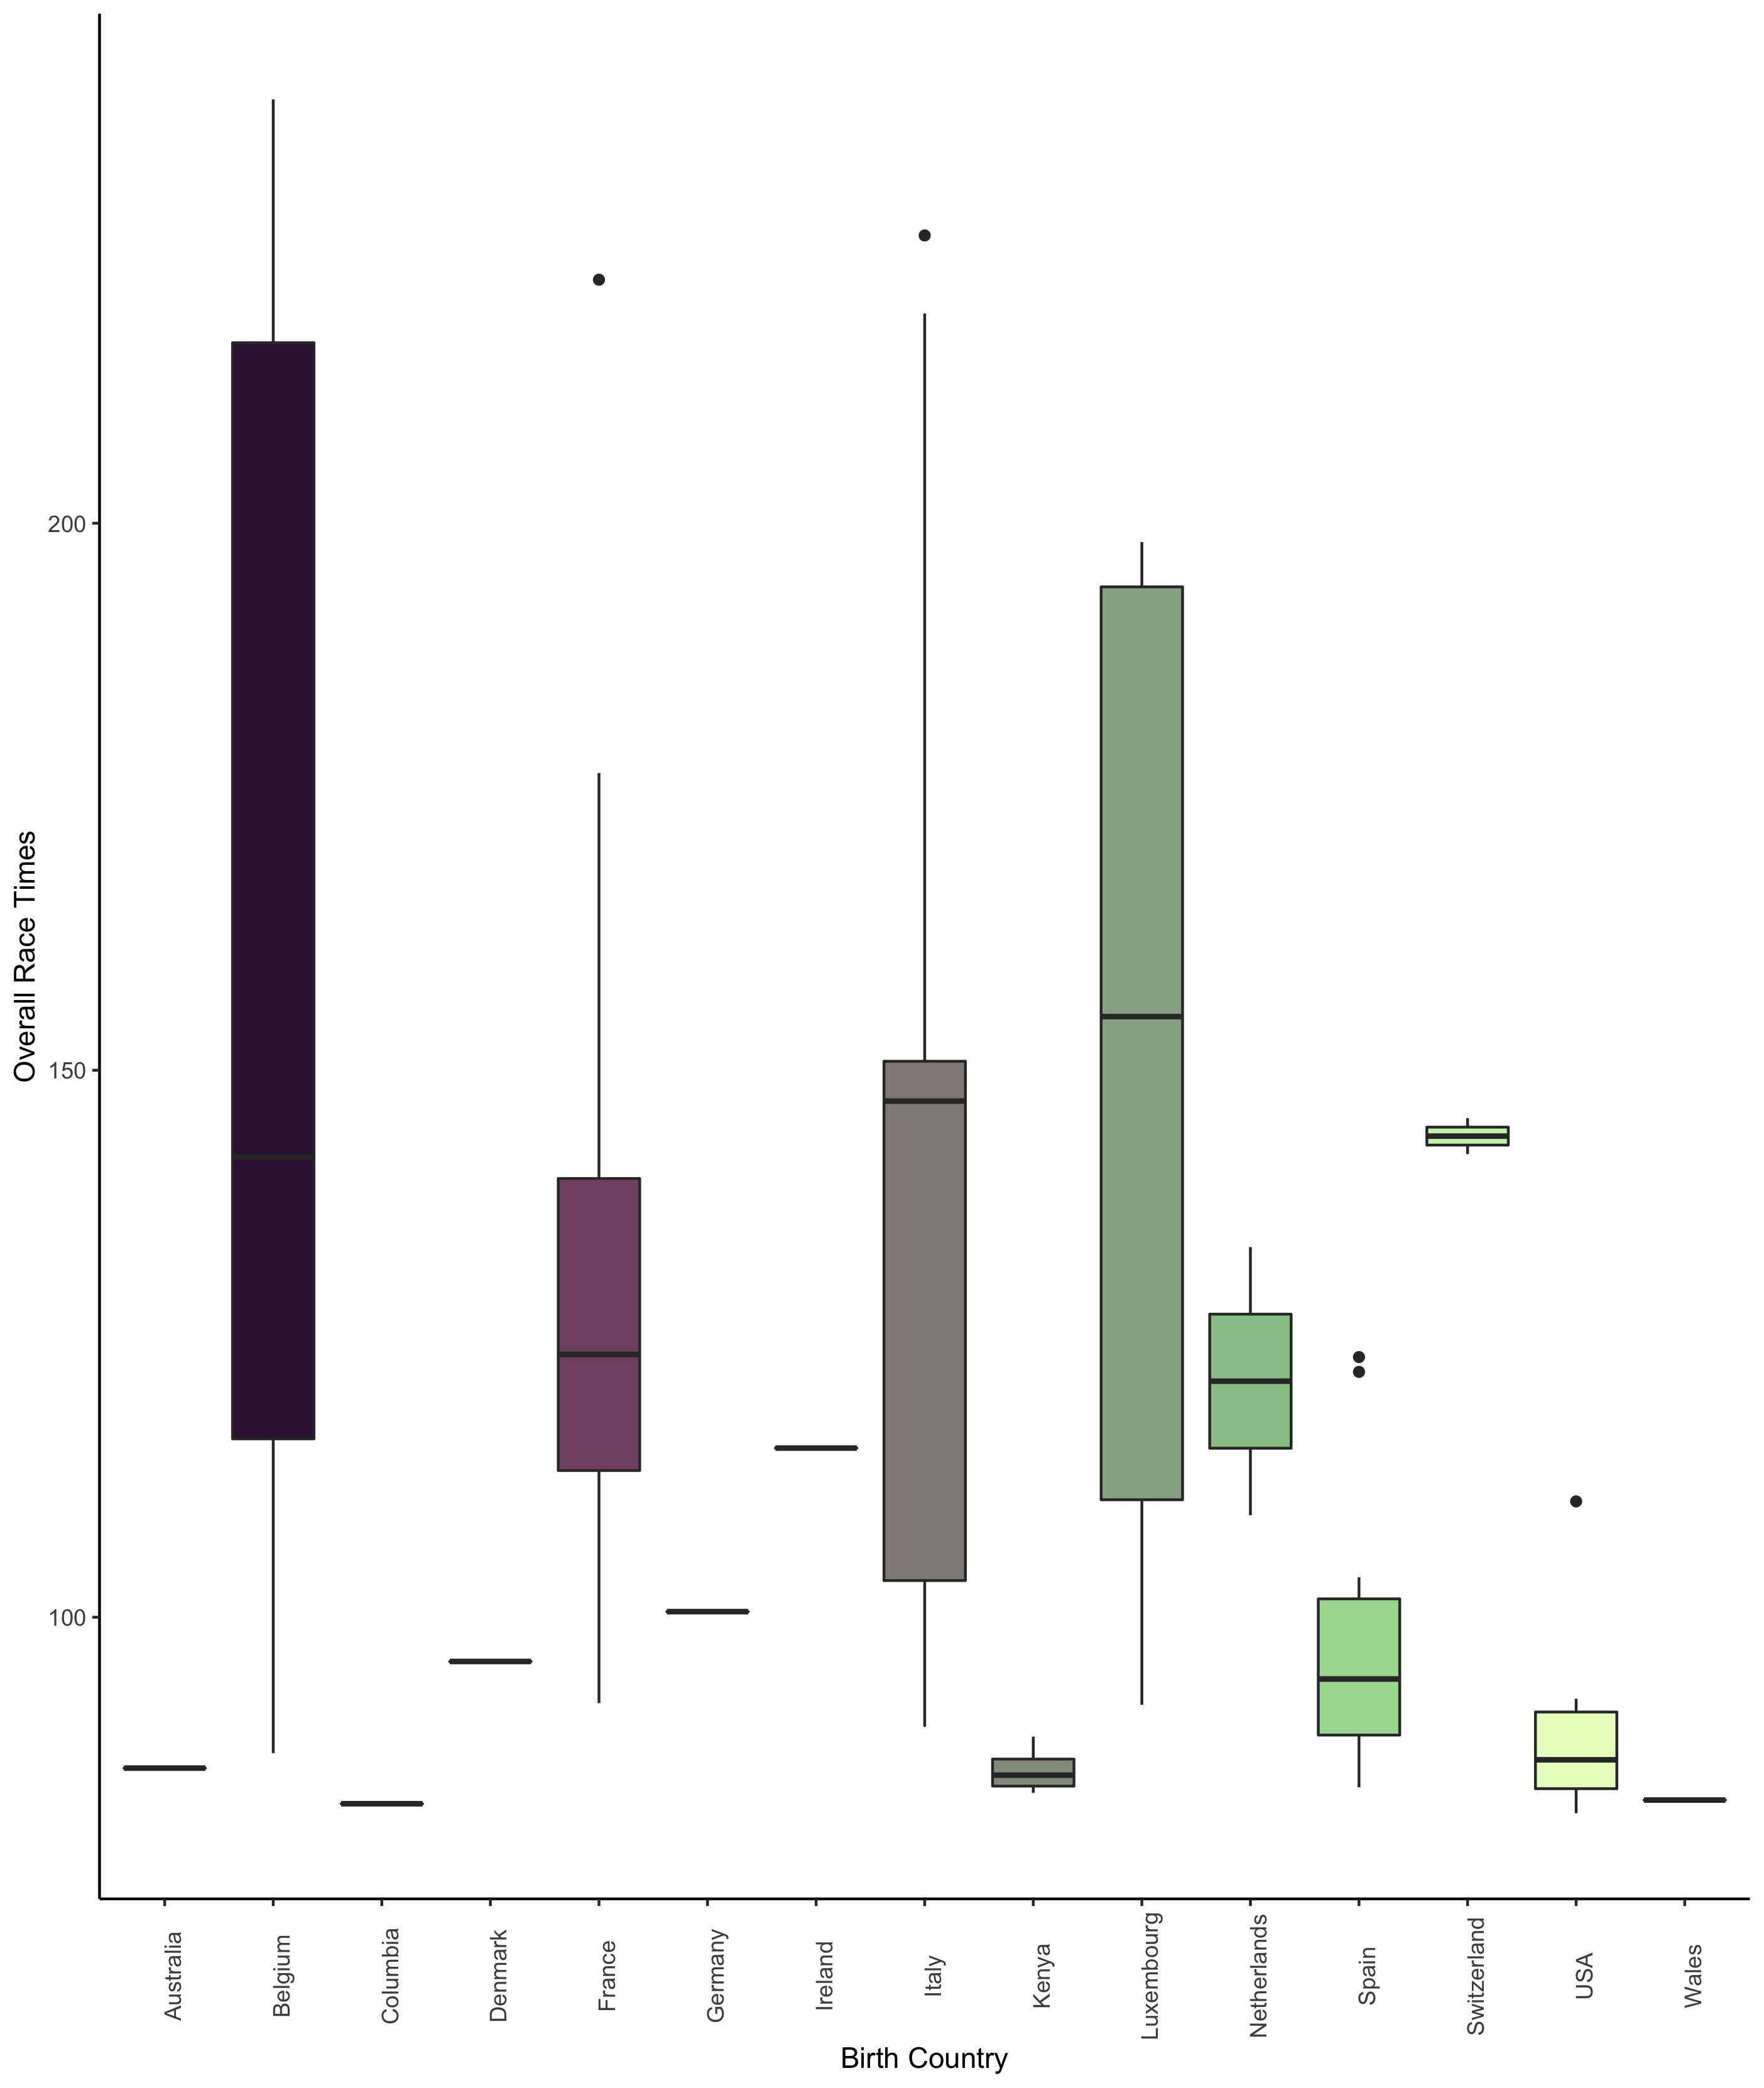 Overall Race Times
200
150
100
Australia
Belgium
Columbia
Denmark
France
Germany
Ireland
Italy
Kenya
Luxembourg
Netherlands
Spain
Switzerland
USA
Wales
Birth Country